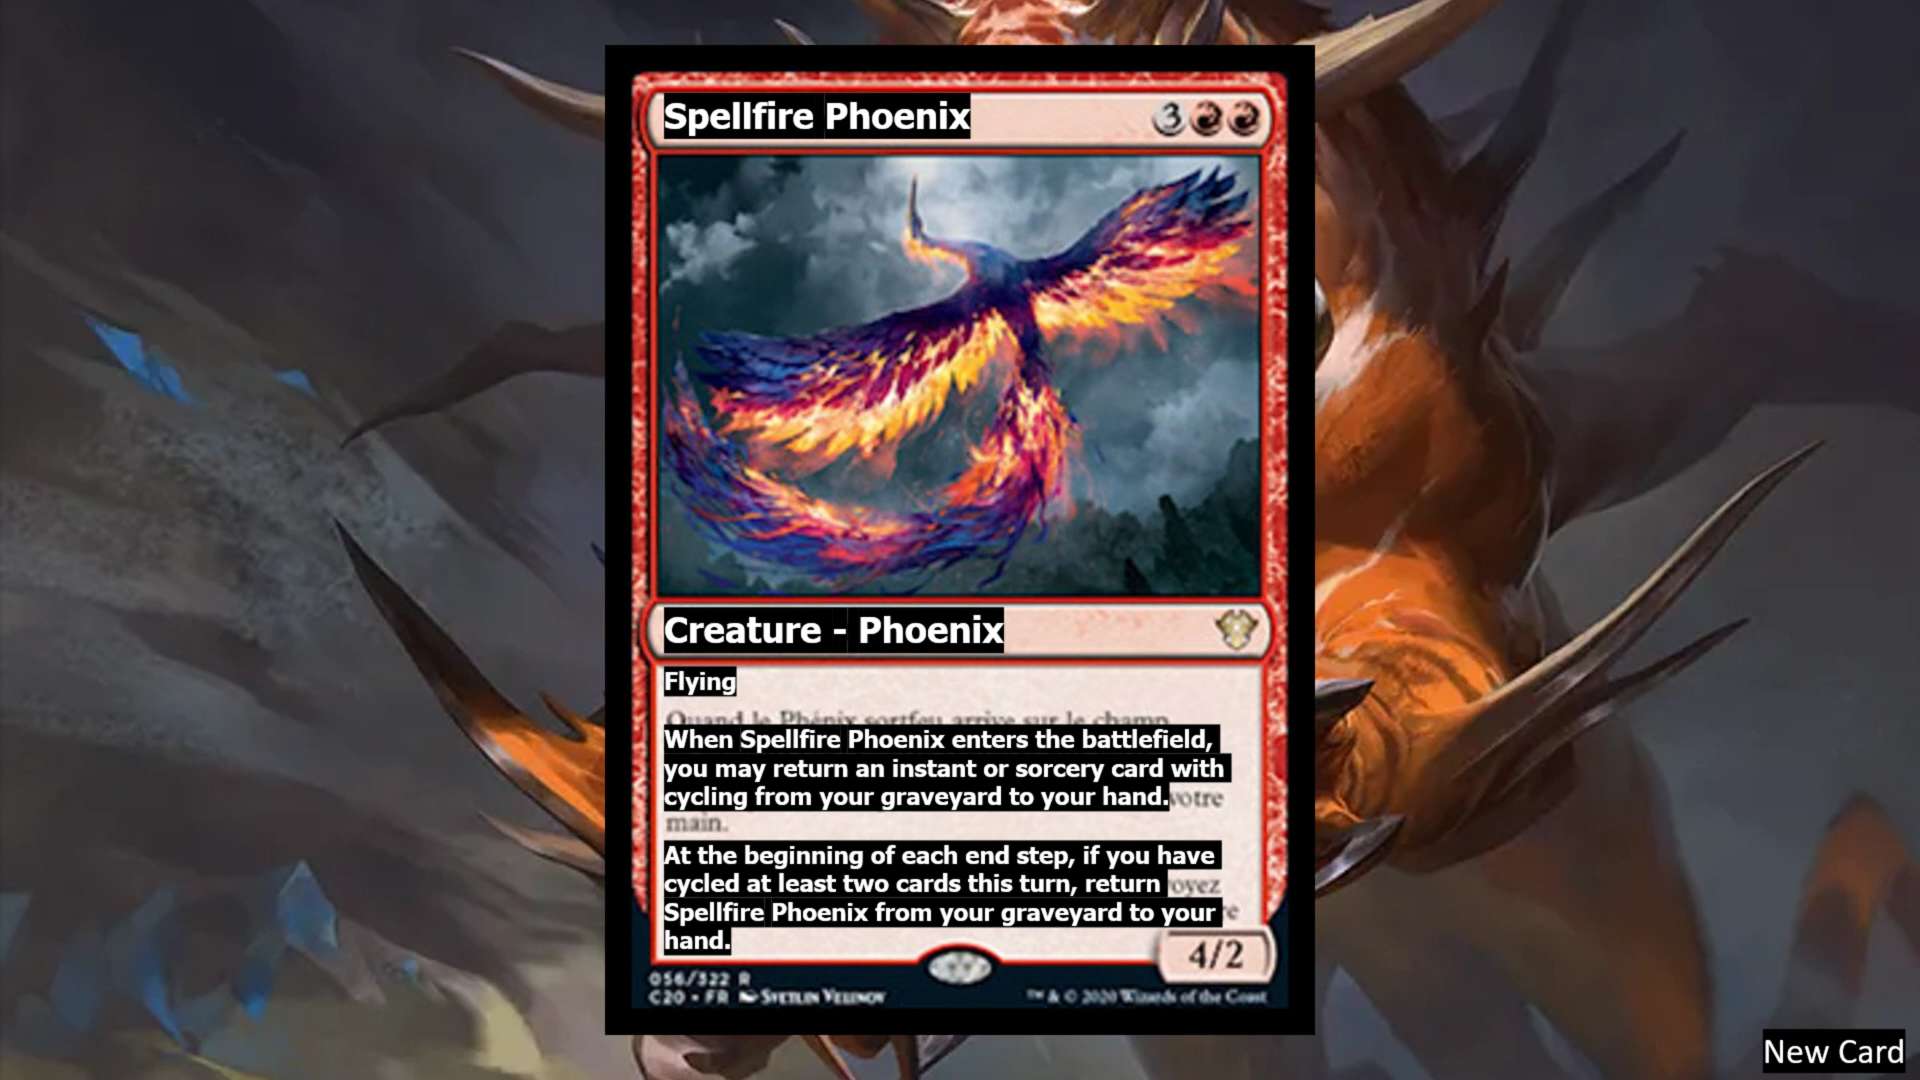 Spellfire Phoenix
3
Creature - Phoenix
Flying
Quand le Phénix sortfeu arrive sur le champ
When Spellfire Phoenix enters the battlefield,
you may return an instant or sorcery card with
cycling from your graveyard to your hand. votre
main.
At the beginning of each end step, if you have
cycled at least two cards this turn, return
Spellfire Phoenix from your graveyard to your
hand.
4/2
056/322 R
C20 • FR Svetlin Velinov
™ & © 2020 Wizards of the Coast
New Card